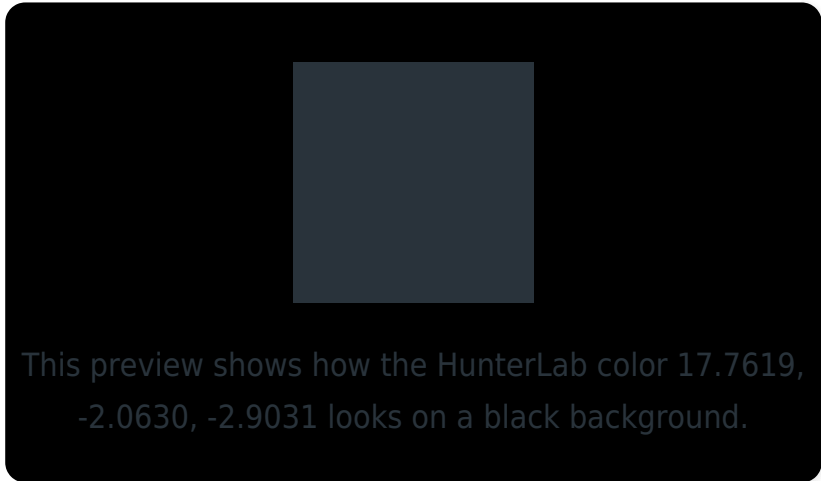 This preview shows how the HunterLab color 17.7619,
-2.0630, -2.9031 looks on a black background.